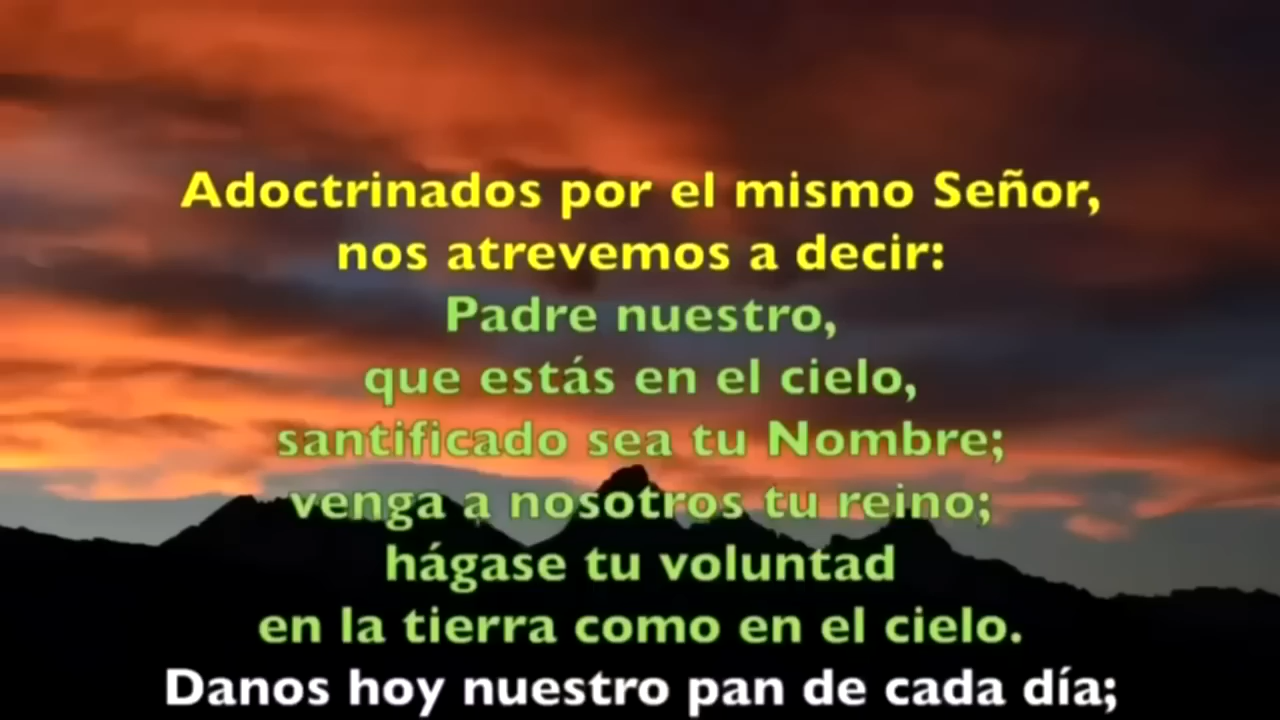 Adoctrinados por el mismo Señor,
nos atrevemos a decir:
Padre nuestro,
que estás en el cielo,
santificado sea tu Nombre;
venga a nosotros tu reino;
hágase tu voluntad
en la tierra como en el cielo.
Danos hoy nuestro pan de cada día;